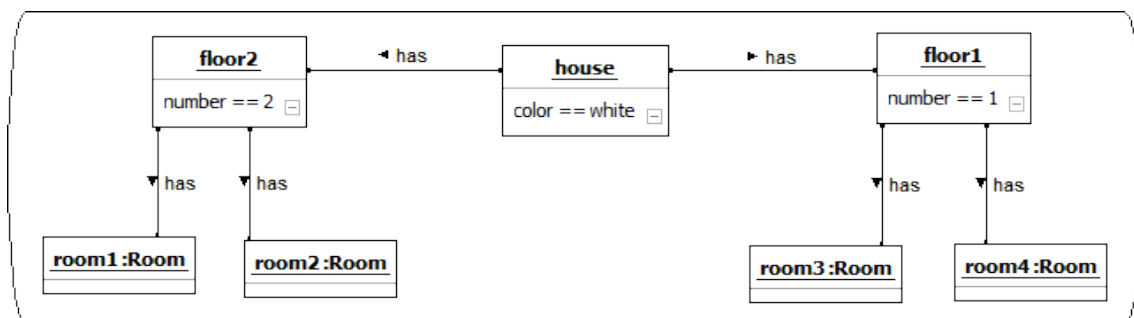 floor2
number == 2
has
house
color == white
has
floor1
number == 1
has
has
has
has
room1:Room
room2:Room
room3:Room
room4:Room